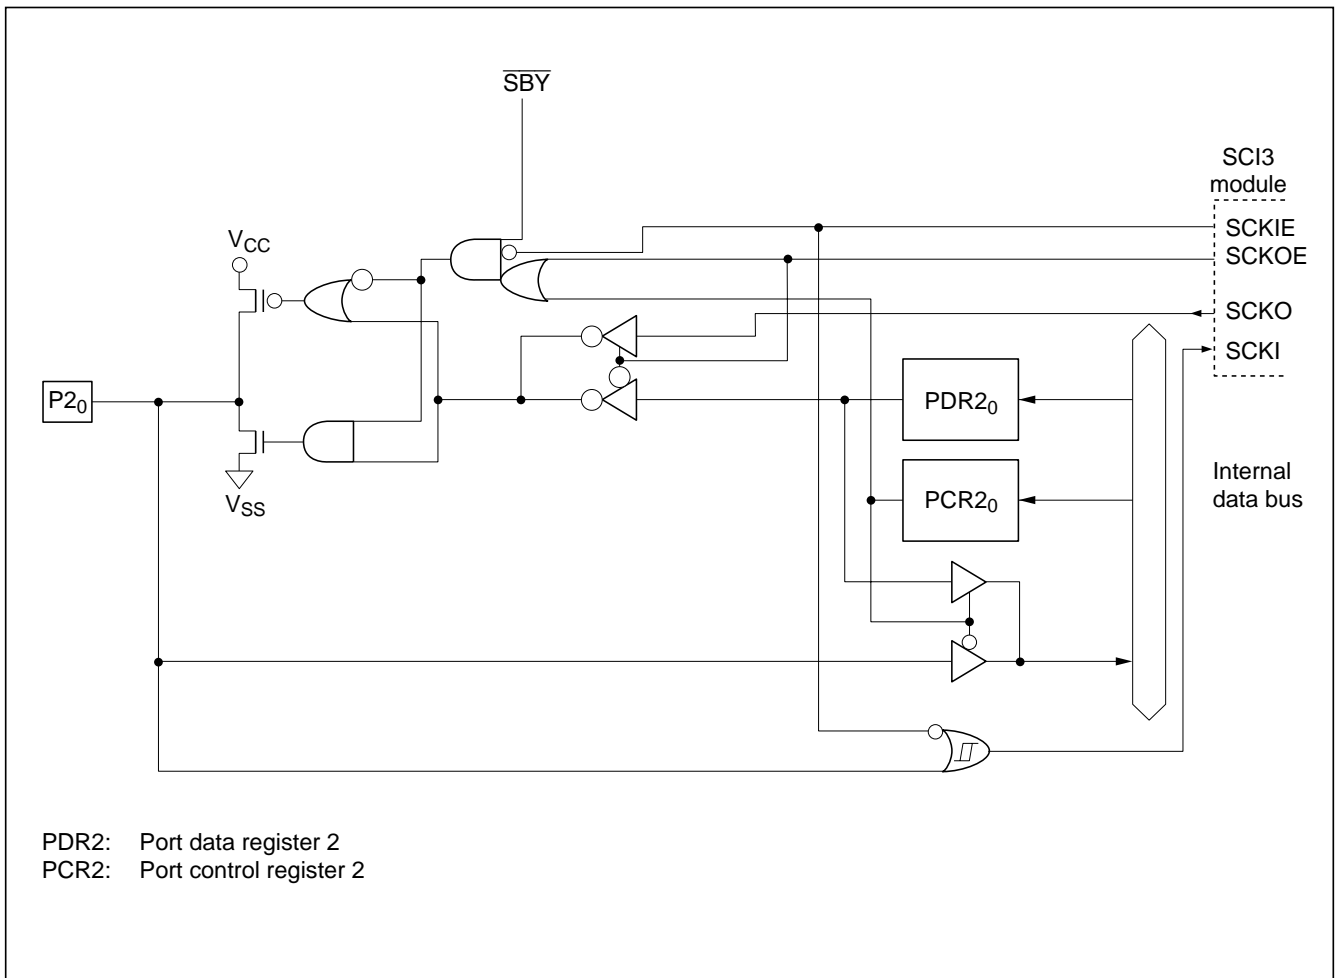 SBY
SCI3
module
SCKIE
SCKOE
SCKO
SCKI
VCC
P20
VSS
PDR20
PCR20
Internal
data bus
PDR2: Port data register 2
PCR2: Port control register 2